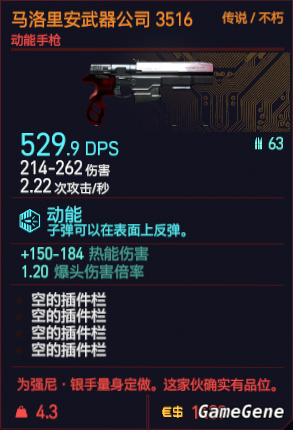 马洛里安武器公司 3516 传说 / 不朽
动能手枪
529.9 DPS 63
214-262 伤害
2.22 次攻击/秒
动能
子弹可以在表面上反弹。
+150-184 热能伤害
1.20 爆头伤害倍率
空的插件栏
空的插件栏
空的插件栏
空的插件栏
为强尼·银手量身定做。这家伙确实有品位。
4.3 €$ GameGene